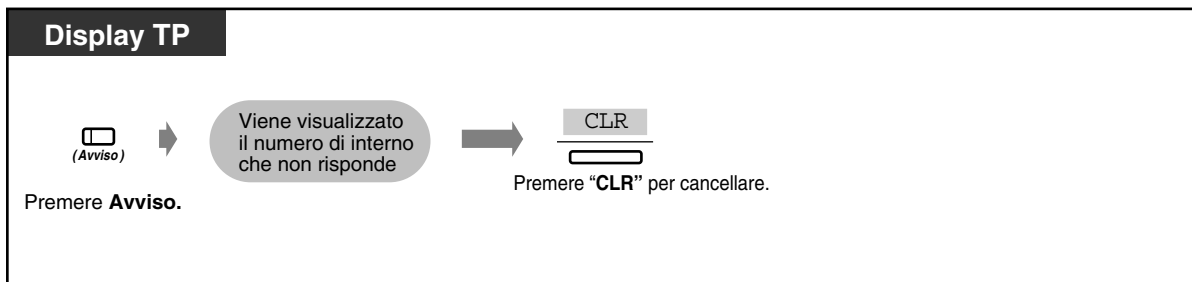 Display TP
Viene visualizzato
il numero di interno
che non risponde
CLR
(Avviso)
Premere “CLR” per cancellare.
Premere Avviso.